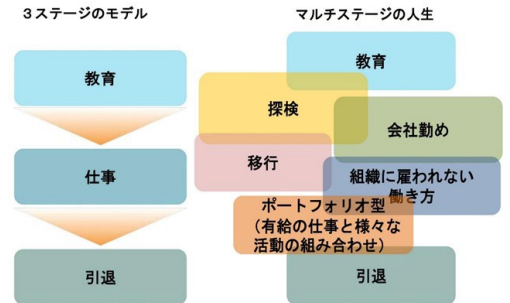 ３ステージのモデル
教育
仕事
引退
マルチステージの人生
教育
探検
会社勤め
移行
組織に雇われない
働き方
ポートフォリオ型
（有給の仕事と様々な
活動の組み合わせ）
引退